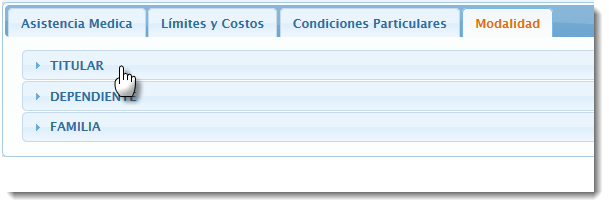 Asistencia Medica Límites y Costos Condiciones Particulares Modalidad
TITULAR
DEPENDIENTE
FAMILIA